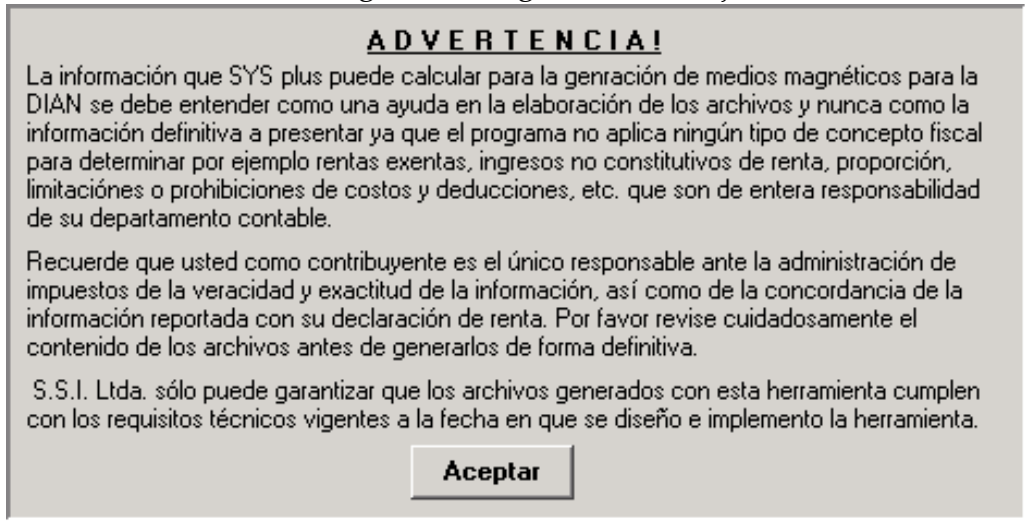 ADVERTENCIA!
La información que SYS plus puede calcular para la genración de medios magnéticos para la
DIAN se debe entender como una ayuda en la elaboración de los archivos y nunca como la
información definitiva a presentar ya que el programa no aplica ningún tipo de concepto fiscal
para determinar por ejemplo rentas exentas, ingresos no constitutivos de renta, proporción,
limitaciónes o prohibiciones de costos y deducciones, etc. que son de entera responsabilidad
de su departamento contable.
Recuerde que usted como contribuyente es el único responsable ante la administración de
impuestos de la veracidad y exactitud de la información, así como de la concordancia de la
información reportada con su declaración de renta. Por favor revise cuidadosamente el
contenido de los archivos antes de generarlos de forma definitiva.
S.S.I. Ltda. sólo puede garantizar que los archivos generados con esta herramienta cumplen
con los requisitos técnicos vigentes a la fecha en que se diseño e implemento la herramienta.
Aceptar